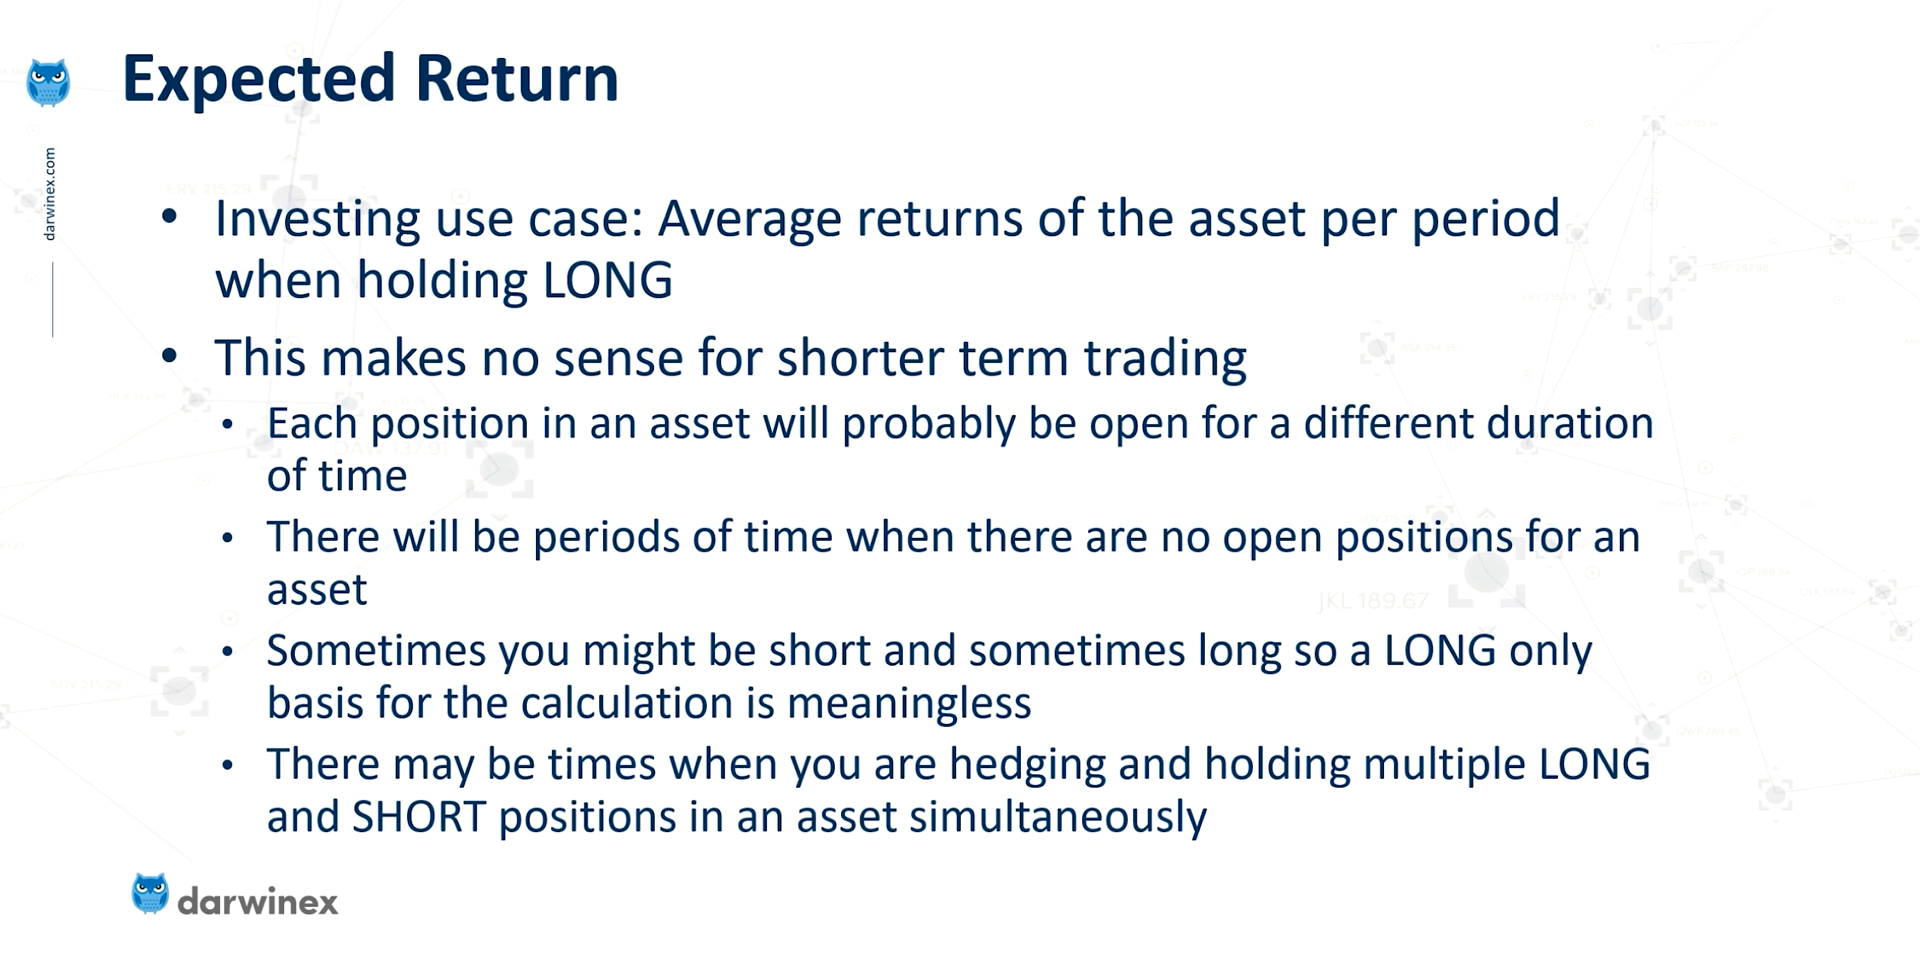 Expected Return
darwinex.com
• Investing use case: Average returns of the asset per period
when holding LONG
• This makes no sense for shorter term trading
• Each position in an asset will probably be open for a different duration
of time
• There will be periods of time when there are no open positions for an
asset
• Sometimes you might be short and sometimes long so a LONG only
basis for the calculation is meaningless
• There may be times when you are hedging and holding multiple LONG
and SHORT positions in an asset simultaneously
JKL 189.67
darwinex